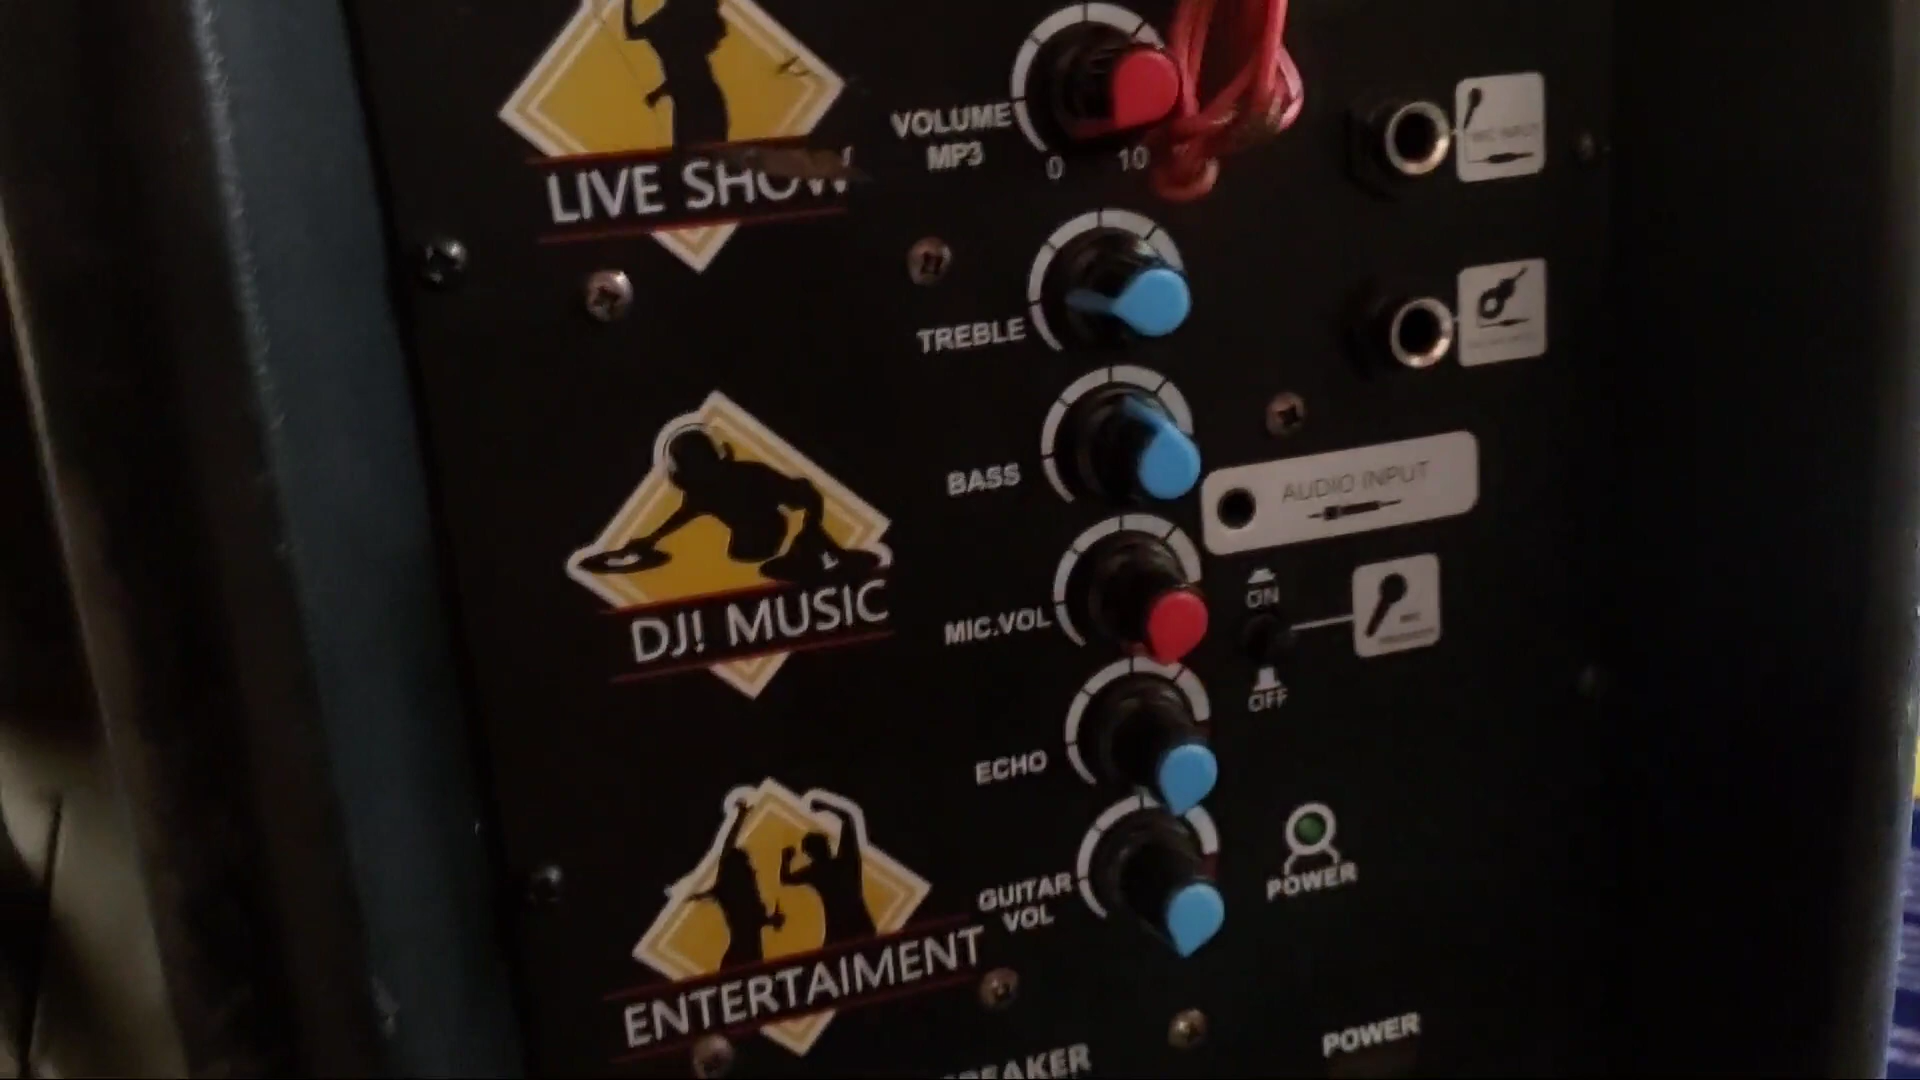 LIVE SHOW
VOLUME
MP3
0
10
TREBLE
BASS
AUDIO INPUT
DJ! MUSIC
MIC.VOL
ON
OFF
ECHO
GUITAR
VOL
POWER
ENTERTAIMENT
POWER